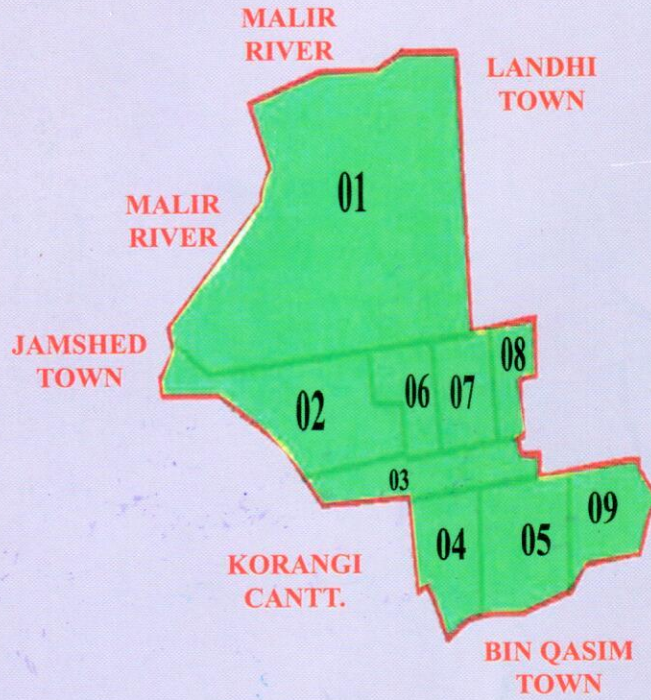 MALIR
RIVER
LANDHI
TOWN
01
MALIR
RIVER
JAMSHED
TOWN
08
06
07
02
03
09
04
05
KORANGI
CANTT.
BIN QASIM
TOWN